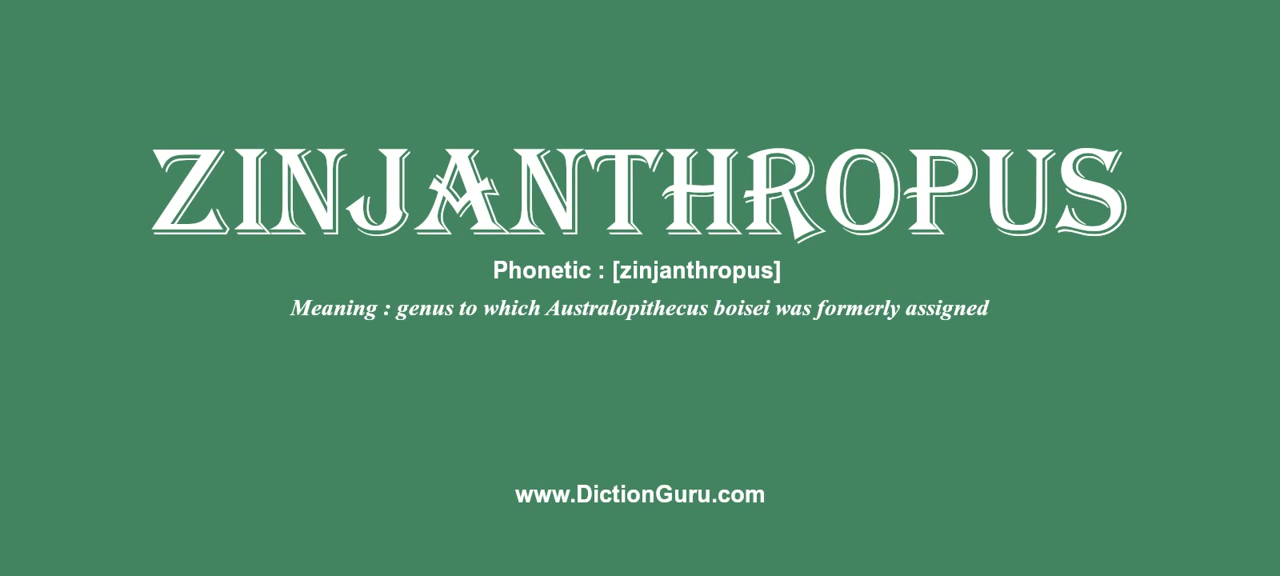 ZINJANTHROPUS
Phonetic : [zinjanthropus]
Meaning : genus to which Australopithecus boisei was formerly assigned
www.DictionGuru.com